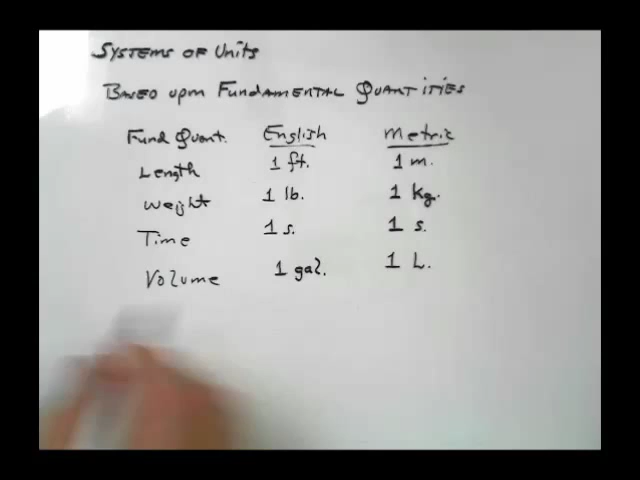 Systems of Units
Based upon Fundamental Quantities
Fund Quant. English Metric
Length 1 ft. 1 m.
Weight 1 lb. 1 kg.
Time 1 s. 1 s.
Volume 1 gal. 1 L.